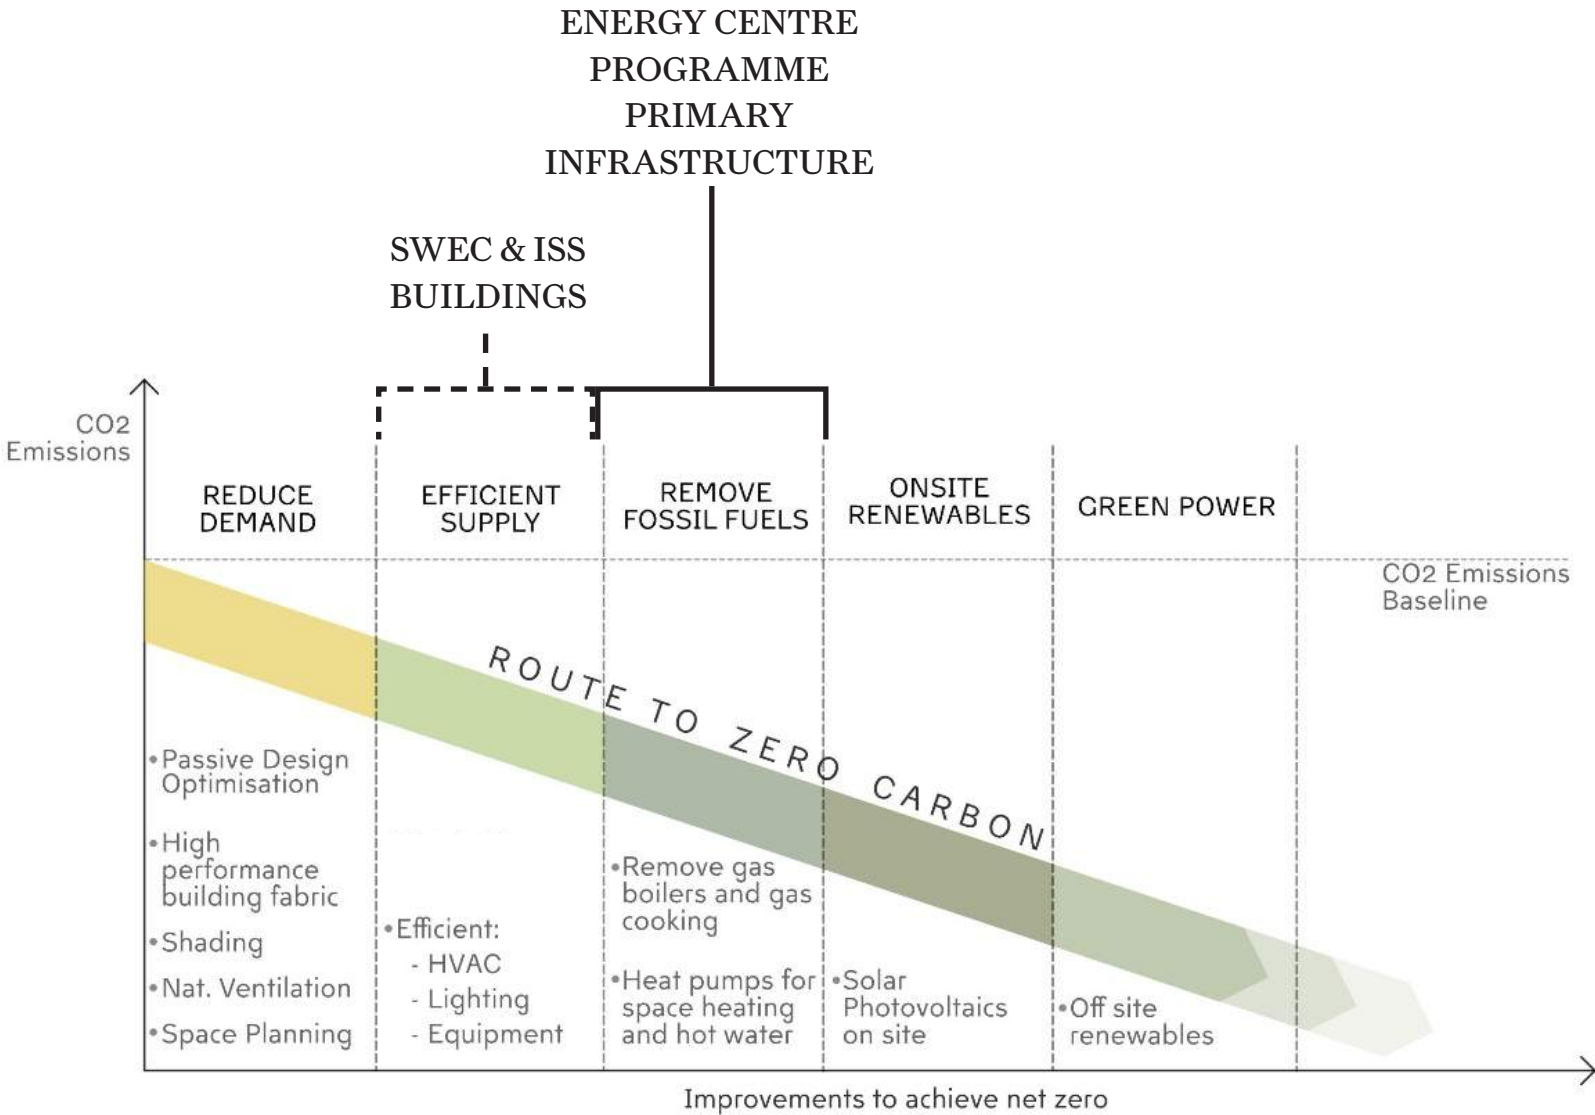 ENERGY CENTRE
PROGRAMME
PRIMARY
INFRASTRUCTURE
SWEC & ISS
BUILDINGS
CO2
Emissions
REDUCE
DEMAND
EFFICIENT
SUPPLY
REMOVE
FOSSIL FUELS
ONSITE
RENEWABLES
GREEN POWER
CO2 Emissions
Baseline
ROUTE TO ZERO CARBON
•Passive Design
Optimisation
•High
performance
building fabric
•Shading
•Nat. Ventilation
•Space Planning
•Efficient:
- HVAC
- Lighting
- Equipment
•Remove gas
boilers and gas
cooking
•Heat pumps for
space heating
and hot water
•Solar
Photovoltaics
on site
•Off site
renewables
Improvements to achieve net zero